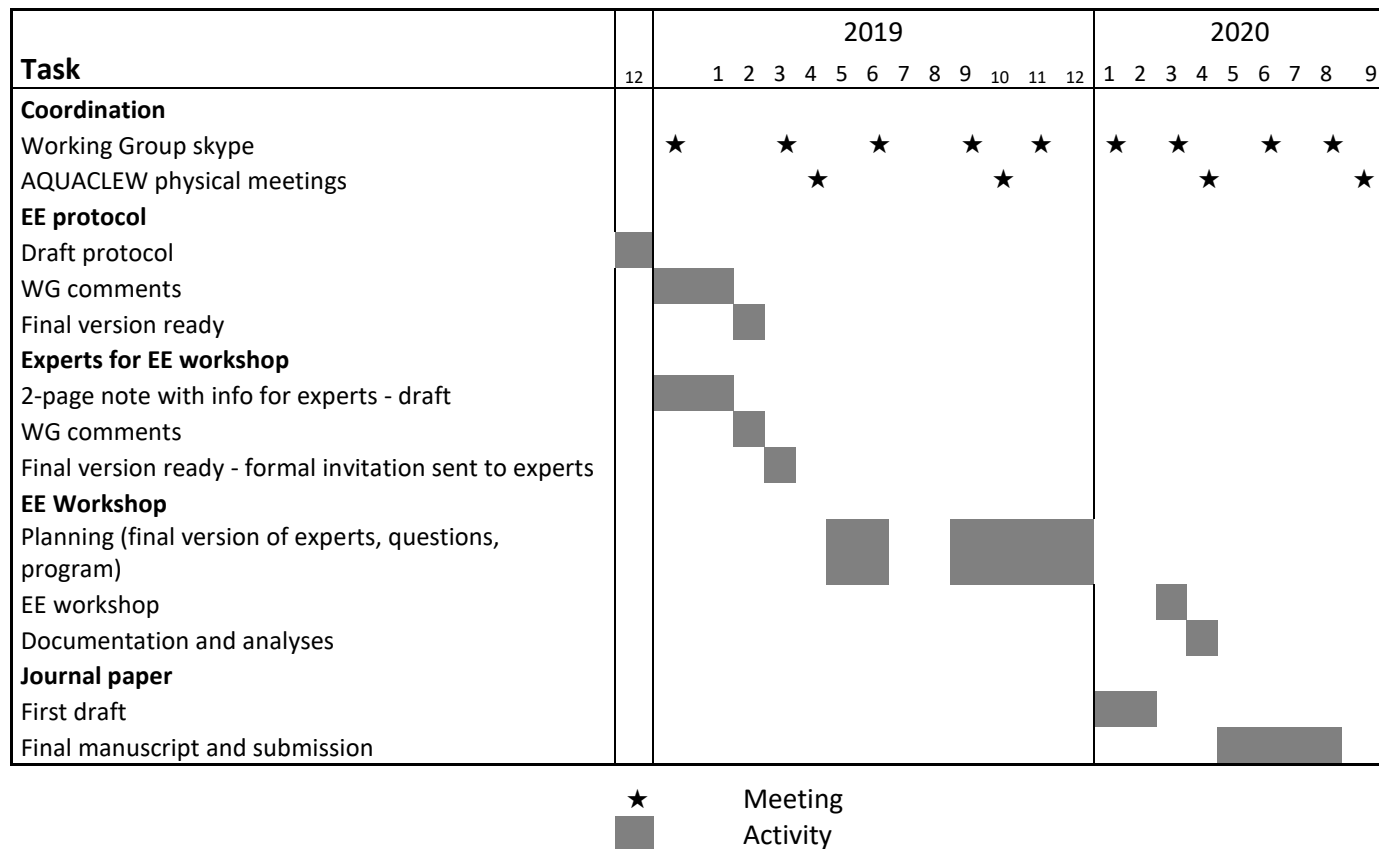 2019 2020
Task 12 1 2 3 4 5 6 7 8 9 10 11 12 1 2 3 4 5 6 7 8 9
Coordination
Working Group skype
AQUACLEW physical meetings
EE protocol
Draft protocol
WG comments
Final version ready
Experts for EE workshop
2-page note with info for experts - draft
WG comments
Final version ready - formal invitation sent to experts
EE Workshop
Planning (final version of experts, questions,
program)
EE workshop
Documentation and analyses
Journal paper
First draft
Final manuscript and submission
★ Meeting
Activity